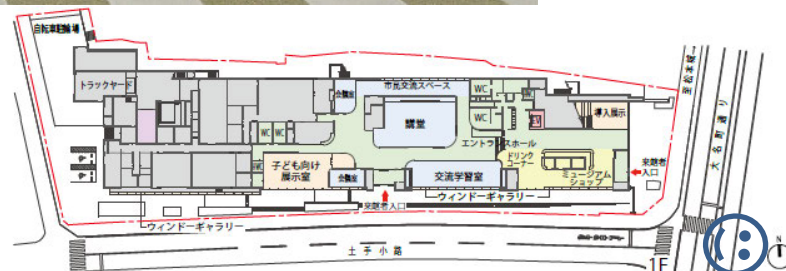 自転車駐輪場
トラックヤード
会議室
市民交流スペース
WC
WC
EV
導入展示
講堂
WC
WC
エントランスホール
ドリンク
コーナー
WC
子ども向け
展示室
会議室
交流学習室
ミュージアム
ショップ
来館者
入口
来館者入口
ウィンドーギャラリー
ウィンドーギャラリー
至松本城
大名町通り
土手小路
1F
N